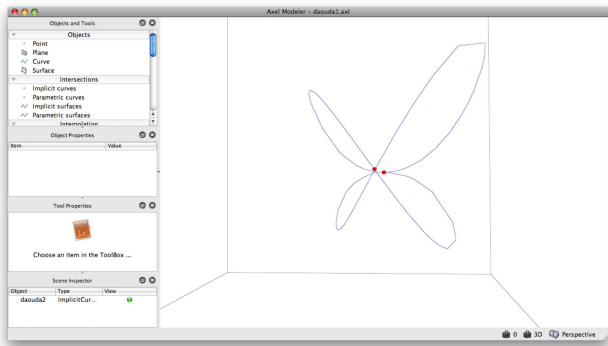 Axel Modeler – daouda1.axl
Objects and Tools
Objects
Point
Plane
Curve
Surface
Intersections
Implicit curves
Parametric curves
Implicit surfaces
Parametric surfaces
Interpolation
Object Properties
Item Value
Tool Properties
Choose an item in the ToolBox ...
Scene Inspector
Object Type View
daouda2 ImplicitCur...
0 3D Perspective